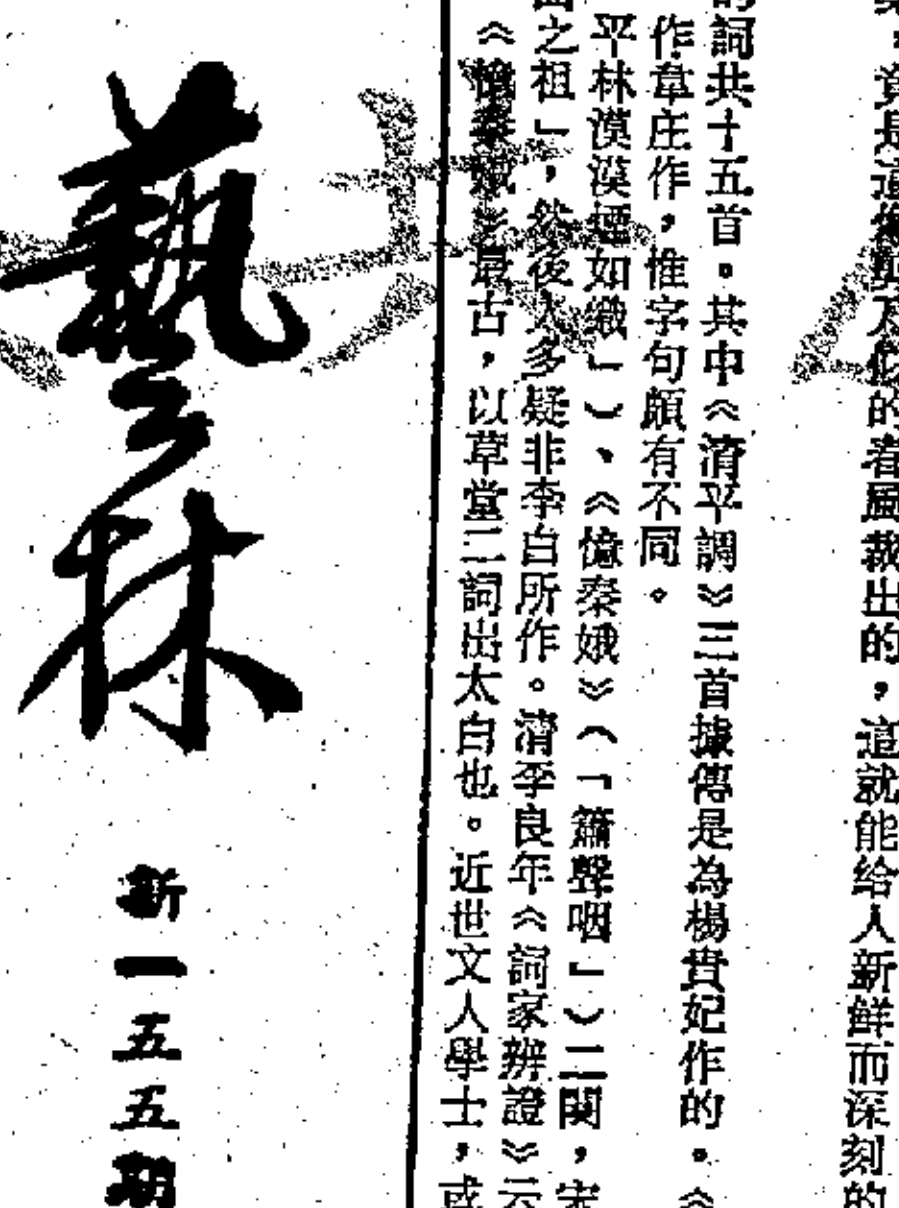 的，這就能给人新鮮而深刻的
的詞共十五首。其中《清平調》三首據傳是為楊貴妃作的。《
作韋庄作，惟字句頗有不同。
平林漠漠煙如織」）、《憶秦娥》（「簫聲咽」）二闋，宋
之祖」，然後人多疑非李白所作。清李良年《詞家辨證》云
《憶秦娥》最古，以草堂二詞出太白也。近世文人學士，或
藝林
新一五五期